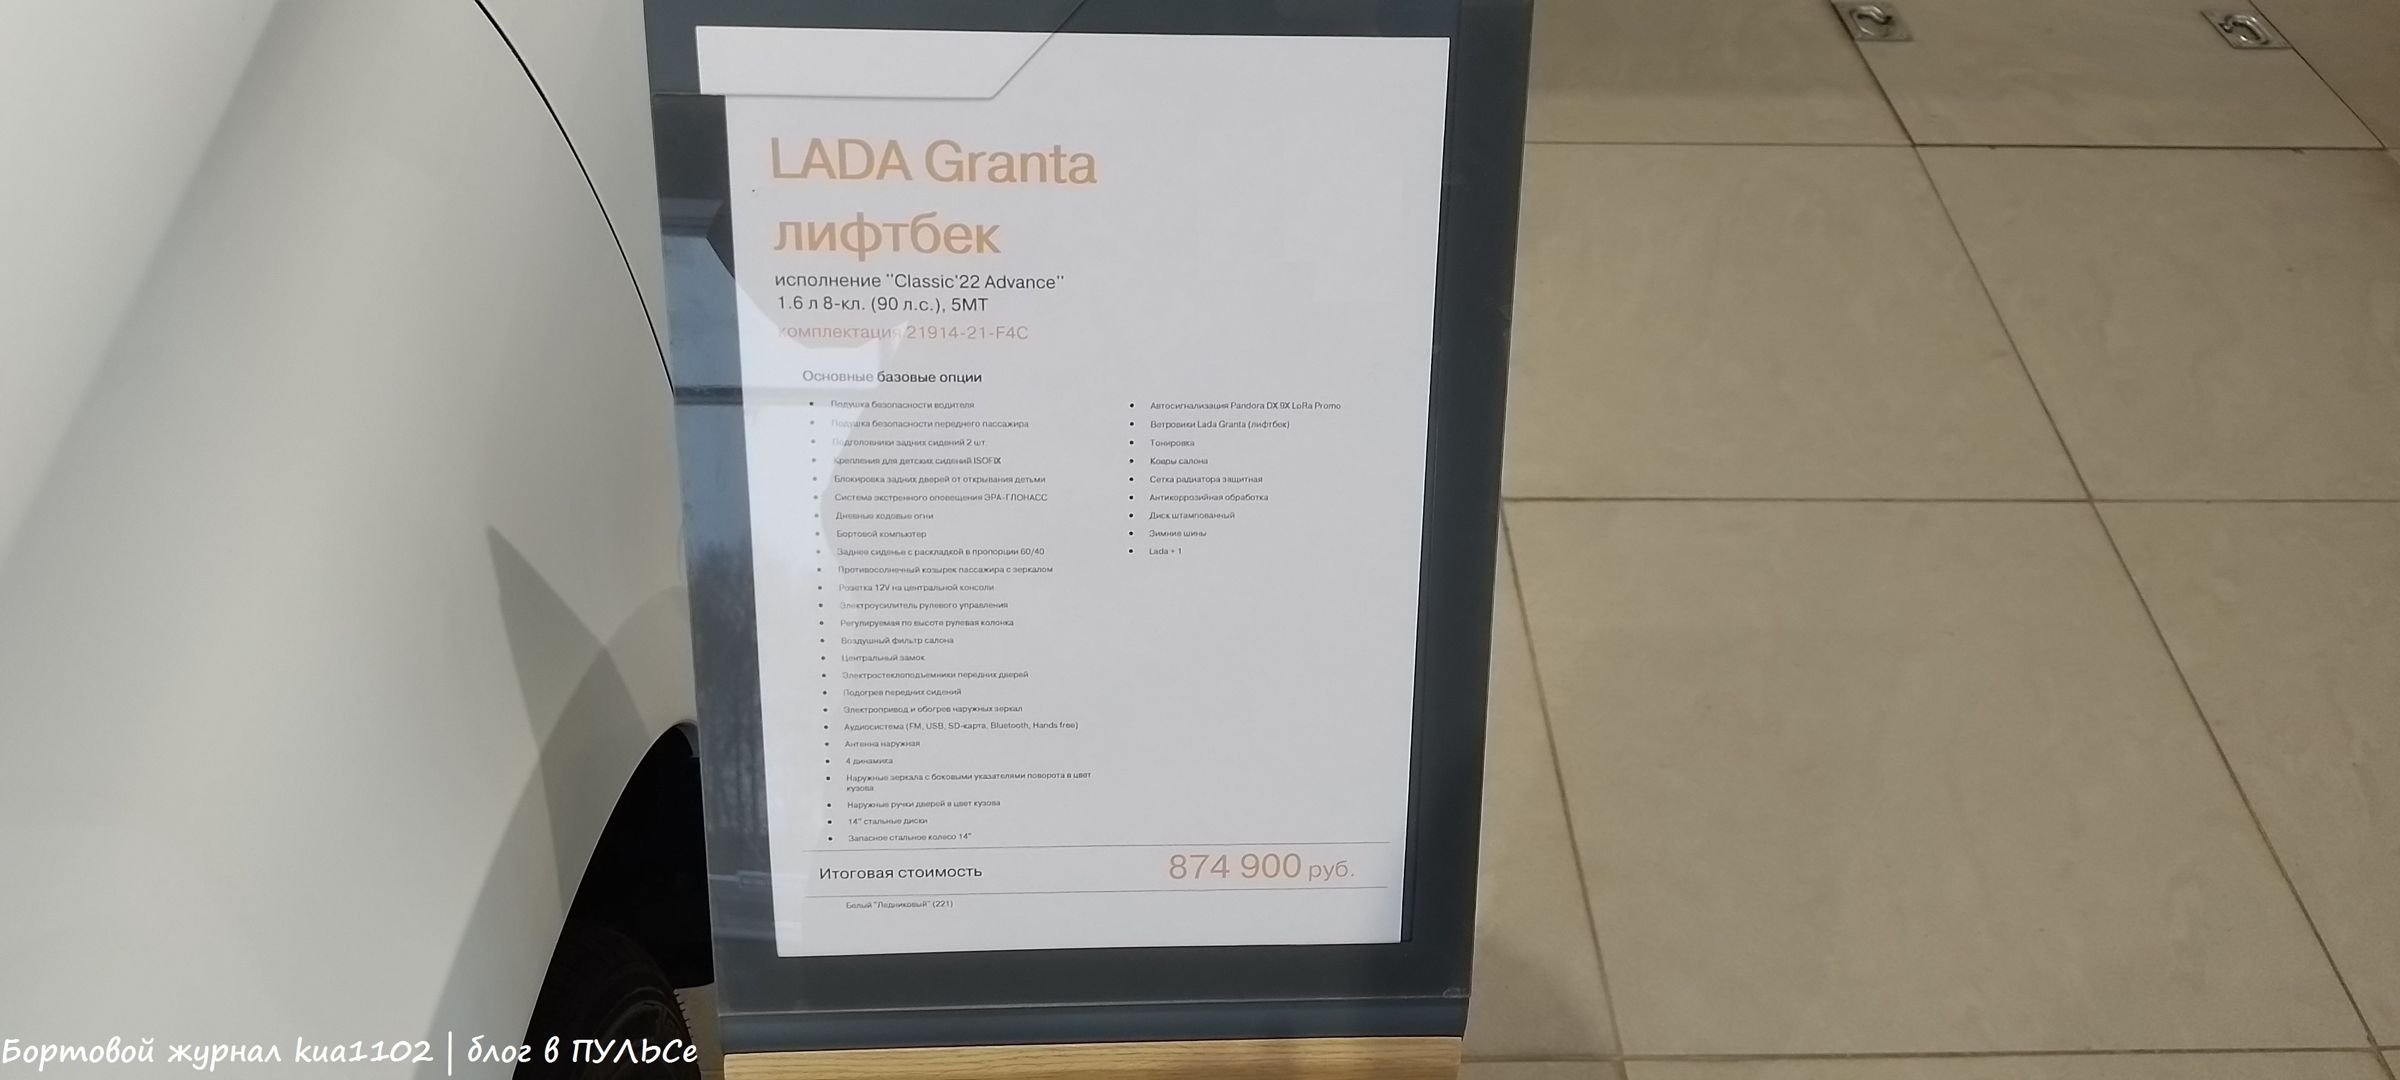 LADA Granta
лифтбек
исполнение "Classic'22 Advance"
1.6 л 8-кл. (90 л.с.), 5МТ
комплектация 21914-21-F4C
Основные базовые опции
Подушка безопасности водителя
Подушка безопасности переднего пассажира
Подголовники задних сидений 2 шт.
Крепления для детских сидений ISOFIX
Блокировка задних дверей от открывания детьми
Система экстренного оповещения ЭРА-ГЛОНАСС
Дневные ходовые огни
Бортовой компьютер
Заднее сиденье с раскладкой в пропорции 60/40
Противосолнечный козырек пассажира с зеркалом
Розетка 12V на центральной консоли
Электроусилитель рулевого управления
Регулируемая по высоте рулевая колонка
Воздушный фильтр салона
Центральный замок
Электростеклоподъемники передних дверей
Подогрев передних сидений
Электропривод и обогрев наружных зеркал
Аудиосистема (FM, USB, SD-карта, Bluetooth, Hands free)
Антенна наружная
4 динамика
Наружные зеркала с боковыми указателями поворота в цвет
кузова
Наружные ручки дверей в цвет кузова
14" стальные диски
Запасное стальное колесо 14"
Автосигнализация Pandora DX 9X LoRa Promo
Ветровики Lada Granta (лифтбек)
Тонировка
Ковры салона
Сетка радиатора защитная
Антикоррозийная обработка
Диск штампованный
Зимние шины
Lada + 1
Итоговая стоимость 874 900 руб.
Белый "Ледниковый" (221)
Бортовой журнал kua1102 | блог в ПУЛЬСе